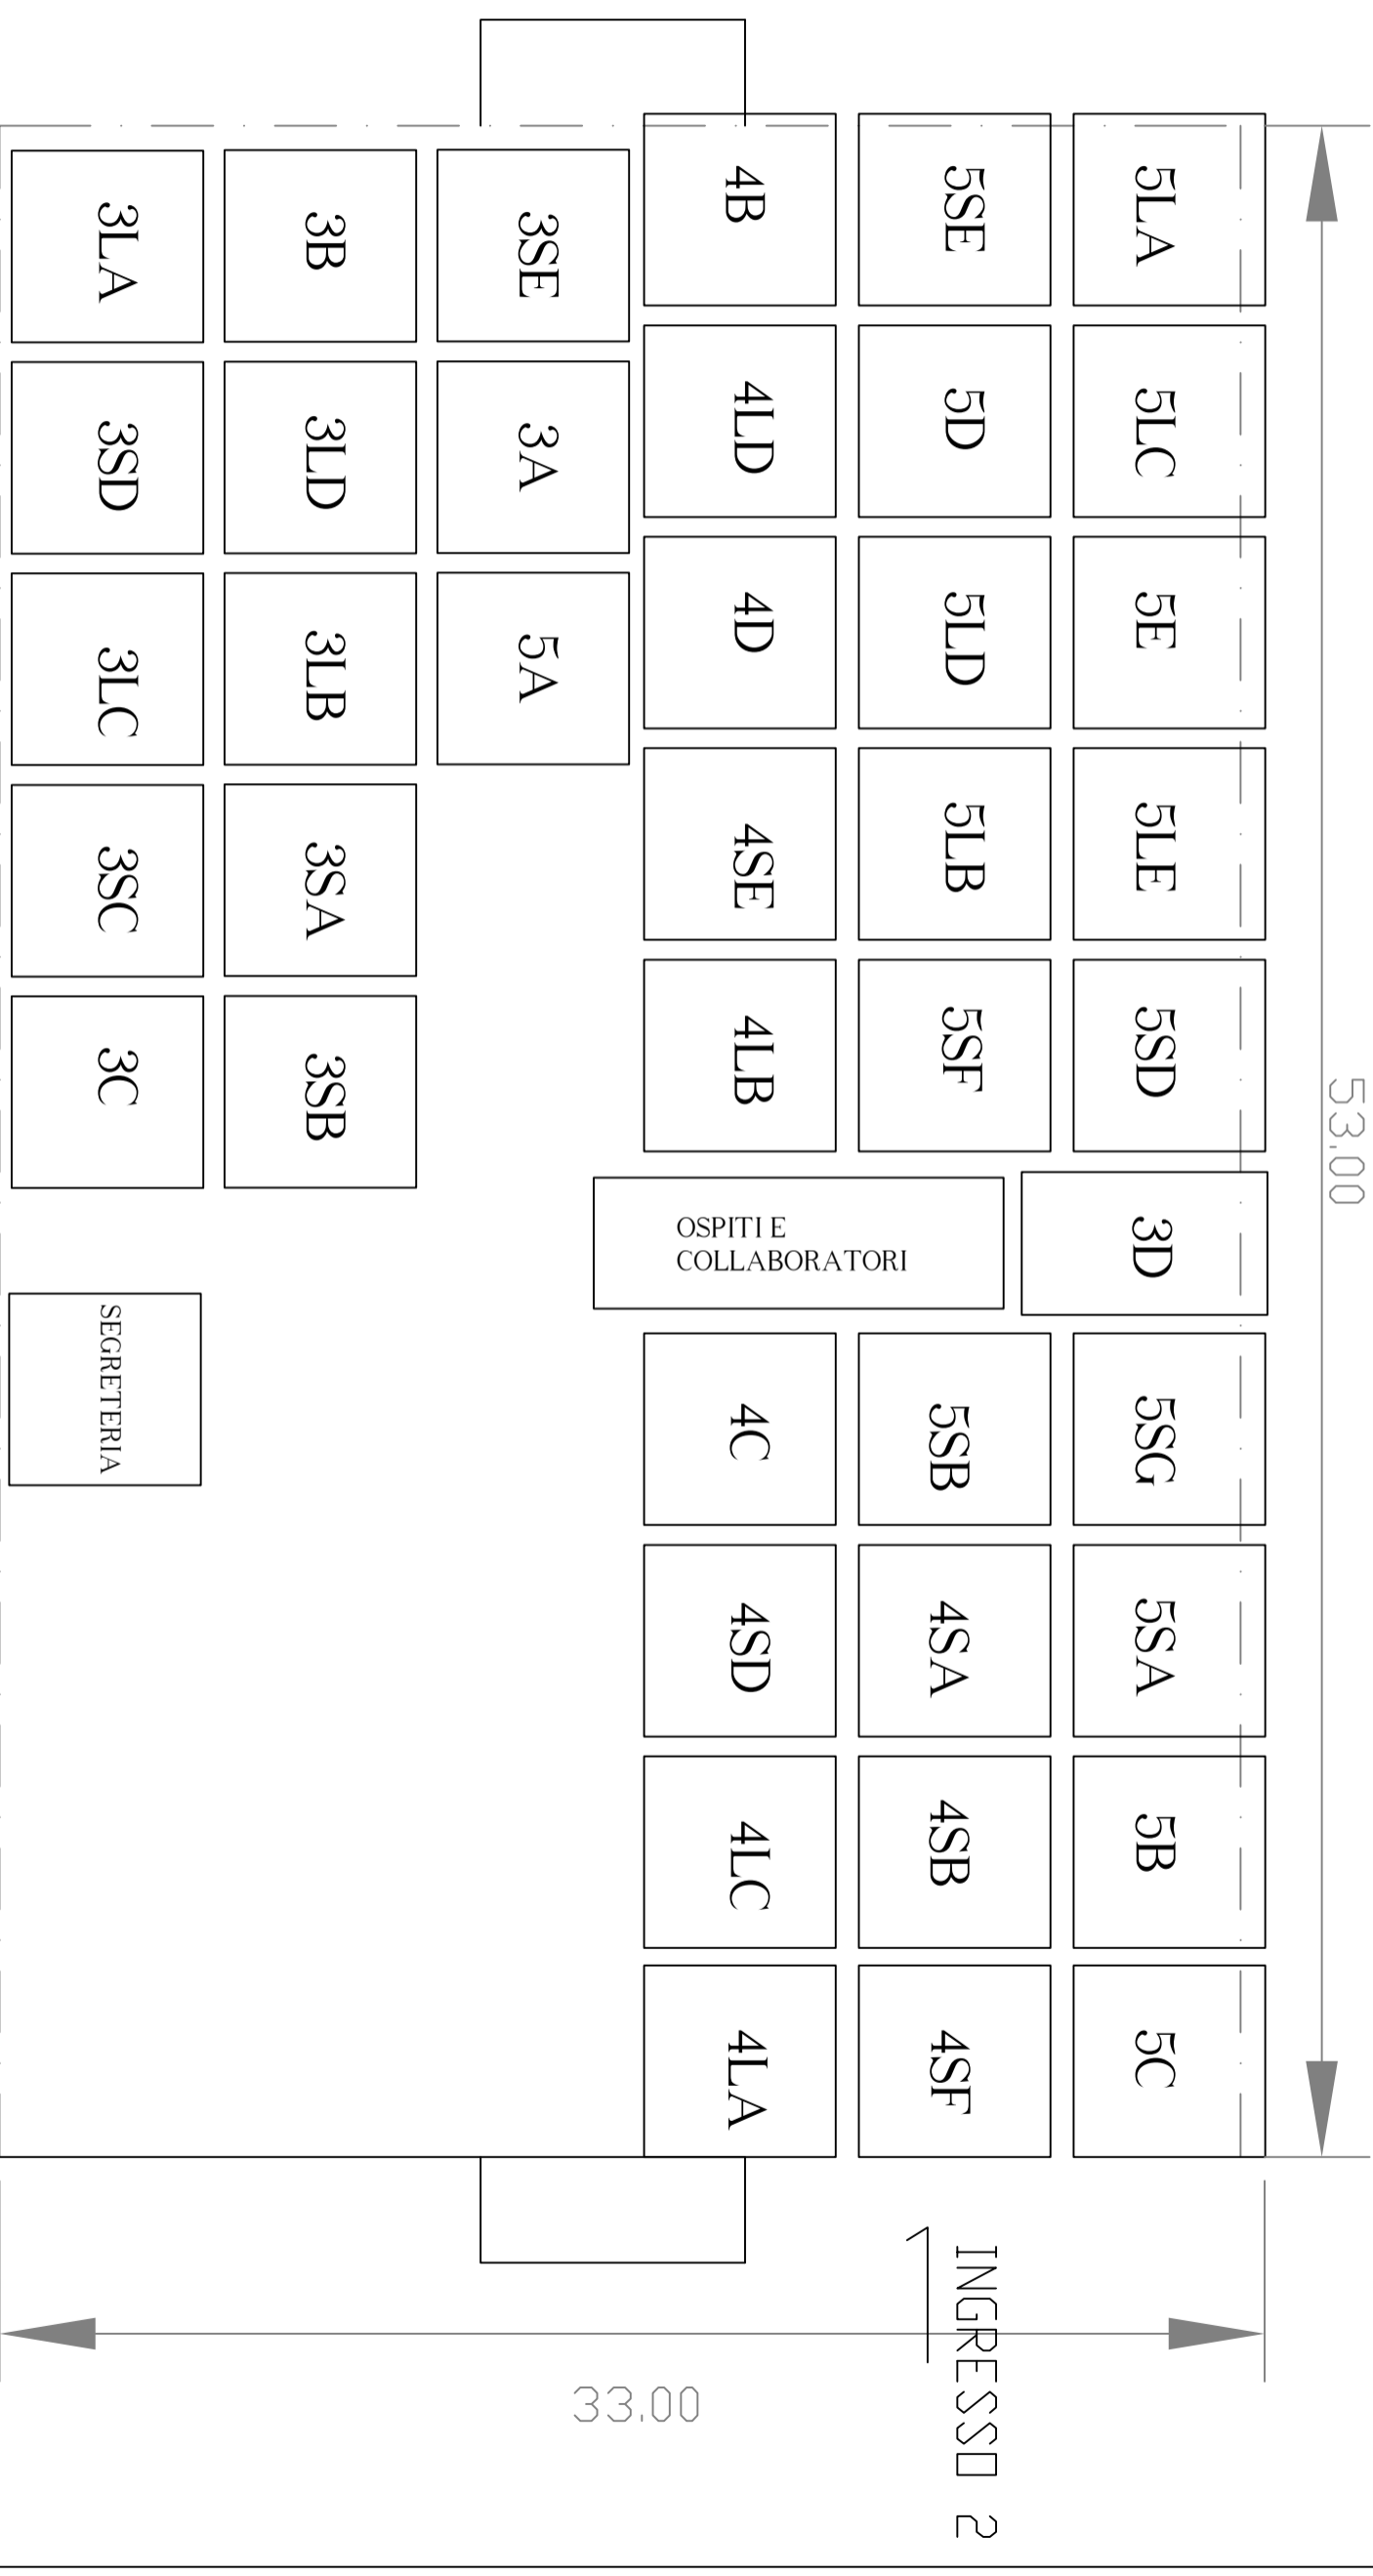 53.00
5LA
5LC
5E
5LE
5SD
3D
5SG
5SA
5B
5C
5SE
5D
5LD
5LB
5SF
5SB
4SA
4SB
4SF
INGRESSO 2
4B
4LD
4D
4SE
4LB
OSPITI E
COLLABORATORI
4C
4SD
4LC
4LA
33.00
3SE
3A
5A
3B
3LD
3LB
3SA
3SB
3LA
3SD
3LC
3SC
3C
SEGRETERIA